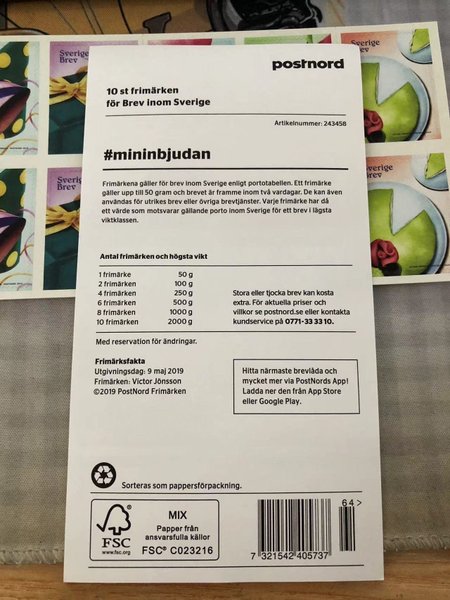 Sverige
Brev
Sverige
Brev
Sverige
Brev
postnord
10 st frimärken
för Brev inom Sverige
Artikelnummer: 243458
#mininbjudan
Frimärkena gäller för brev inom Sverige enligt portotabellen. Ett frimärke
gäller upp till 50 gram och brevet är framme inom två vardagar. De kan även
användas för utrikes brev eller övriga brevtjänster. Varje frimärke har då
ett värde som motsvarar gällande porto inom Sverige för ett brev i lägsta
viktklassen.
Antal frimärken och högsta vikt
1 frimärke 50 g
2 frimärken 100 g
4 frimärken 250 g
6 frimärken 500 g
8 frimärken 1000 g
10 frimärken 2000 g
Stora eller tjocka brev kan kosta
extra. För aktuella priser och
villkor se postnord.se eller kontakta
kundservice på 0771-33 33 10.
Med reservation för ändringar.
Frimärksfakta
Utgivningsdag: 9 maj 2019
Frimärken: Victor Jönsson
©2019 PostNord Frimärken
Hitta närmaste brevlåda och
mycket mer via PostNords App!
Ladda ner den från App Store
eller Google Play.
Sorteras som pappersförpackning.
FSC
www.fsc.org
MIX
Papper från
ansvarsfulla källor
FSC® C023216
64>
7 321542 405737